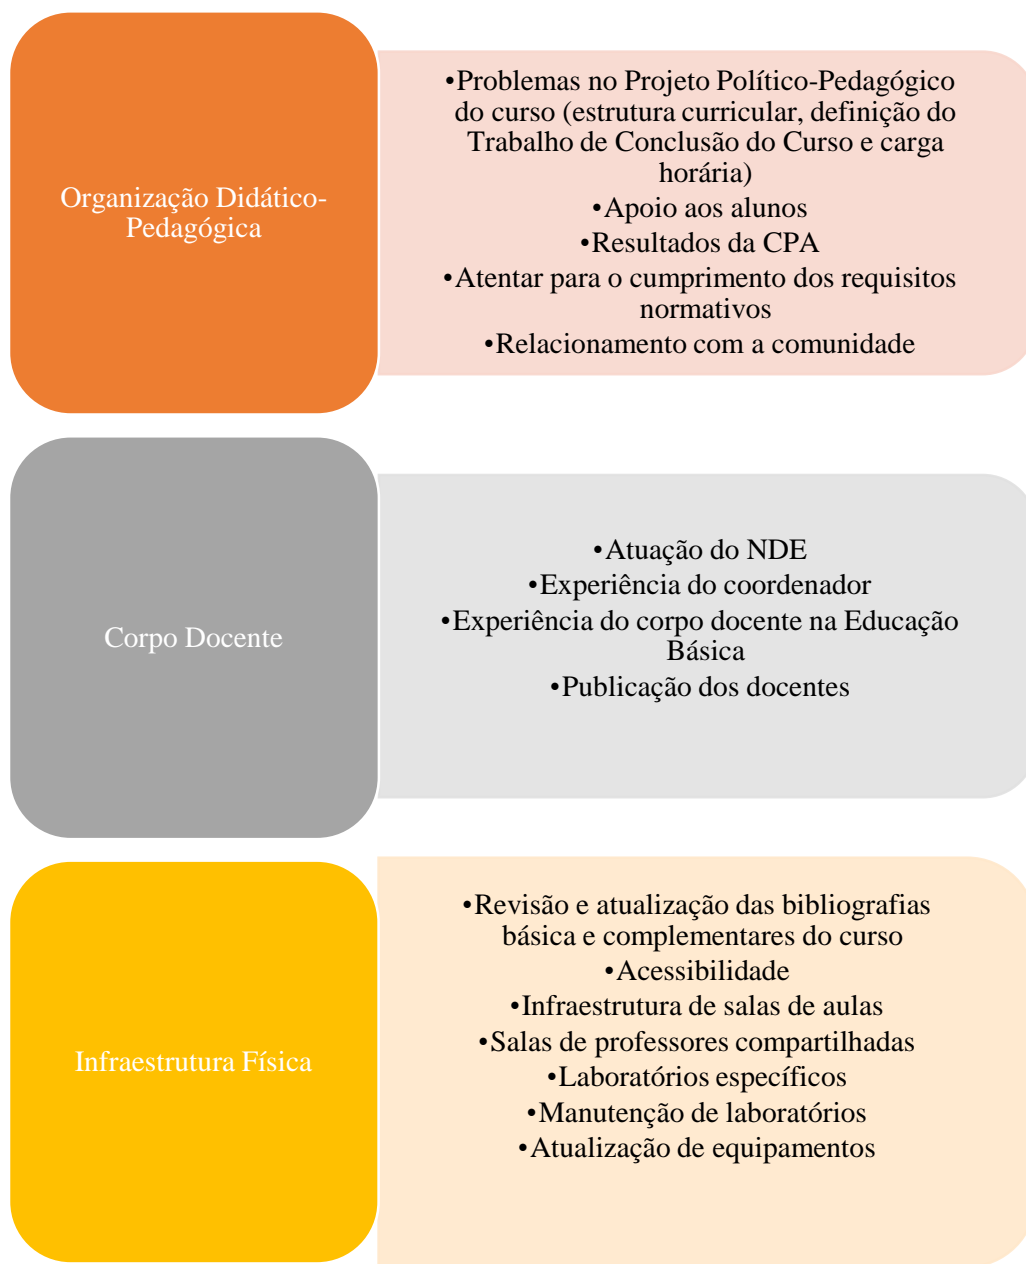 Organização Didático-
Pedagógica
•Problemas no Projeto Político-Pedagógico
do curso (estrutura curricular, definição do
Trabalho de Conclusão do Curso e carga
horária)
•Apoio aos alunos
•Resultados da CPA
•Atentar para o cumprimento dos requisitos
normativos
•Relacionamento com a comunidade
Corpo Docente
•Atuação do NDE
•Experiência do coordenador
•Experiência do corpo docente na Educação
Básica
•Publicação dos docentes
Infraestrutura Física
•Revisão e atualização das bibliografias
básica e complementares do curso
•Acessibilidade
•Infraestrutura de salas de aulas
•Salas de professores compartilhadas
•Laboratórios específicos
•Manutenção de laboratórios
•Atualização de equipamentos